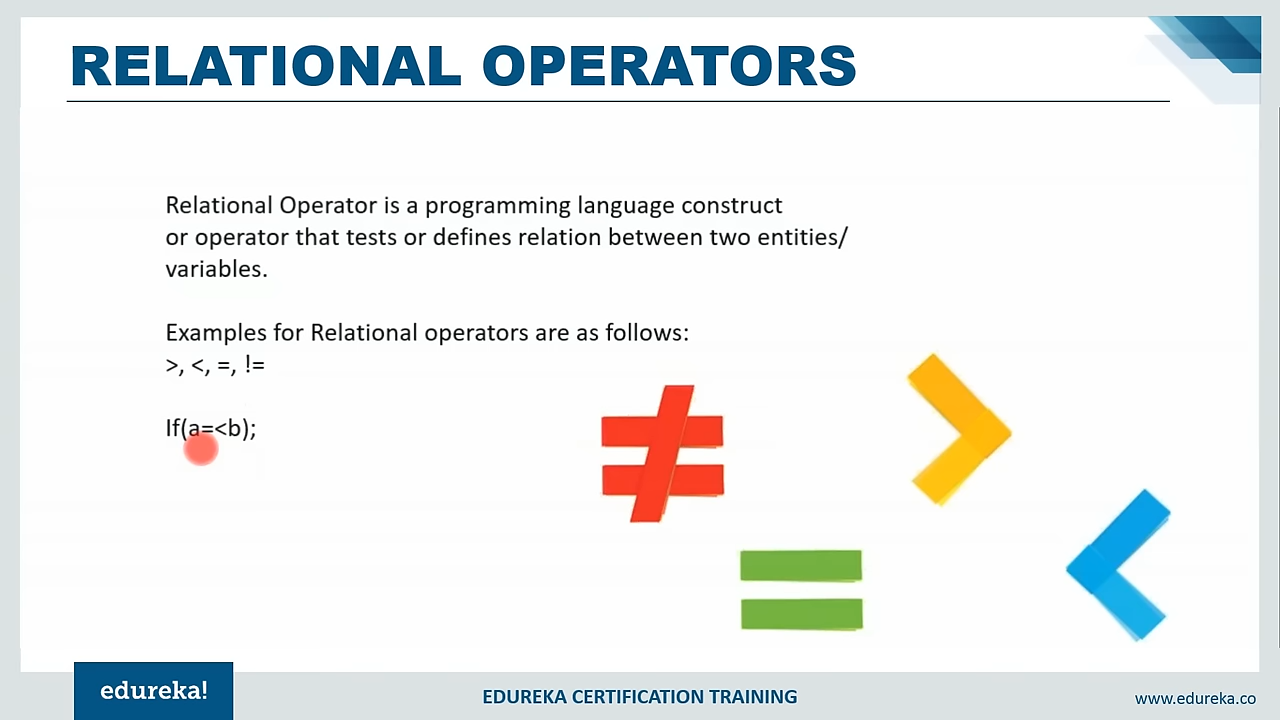 RELATIONAL OPERATORS
Relational Operator is a programming language construct
or operator that tests or defines relation between two entities/
variables.
Examples for Relational operators are as follows:
>, <, =, !=
If(a=<b);
edureka!
EDUREKA CERTIFICATION TRAINING
www.edureka.co